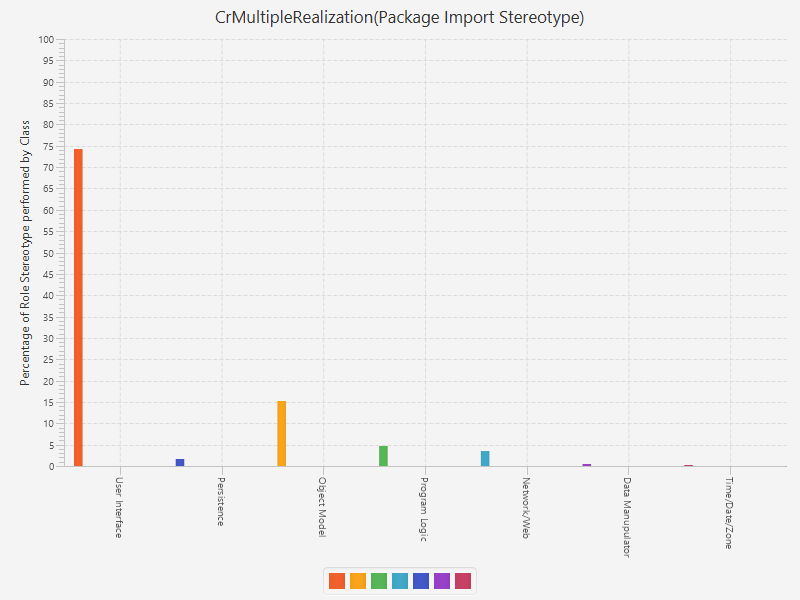 CrMultipleRealization(Package Import Stereotype)
Percentage of Role Stereotype performed by Class
100
95
90
85
80
75
70
65
60
55
50
45
40
35
30
25
20
15
10
5
0
User Interface
Persistence
Object Model
Program Logic
Network/Web
Data Manupulator
Time/Date/Zone